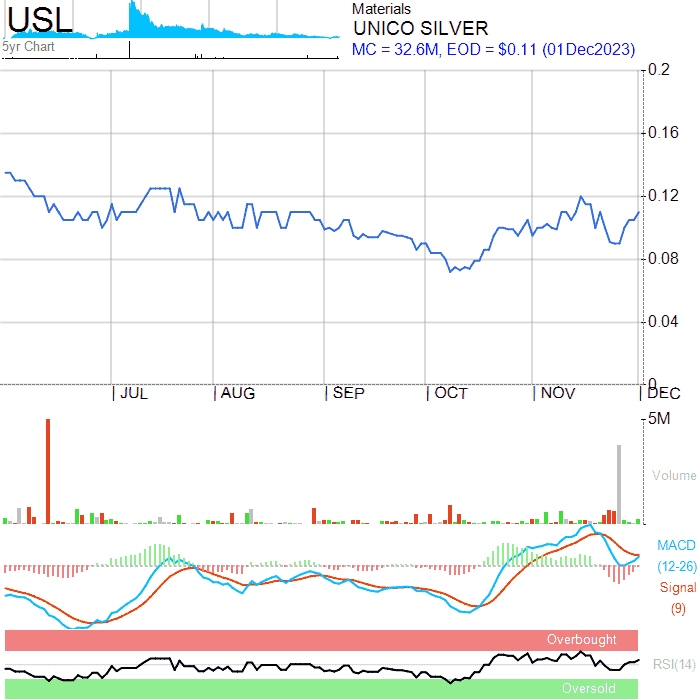 USL
5yr Chart
Materials
UNICO SILVER
MC = 32.6M, EOD = $0.11 (01Dec2023)
0.2
0.16
0.12
0.08
0.04
0
JUL AUG SEP OCT NOV DEC
5M
Volume
MACD
(12-26)
Signal
(9)
Overbought
RSI(14)
Oversold